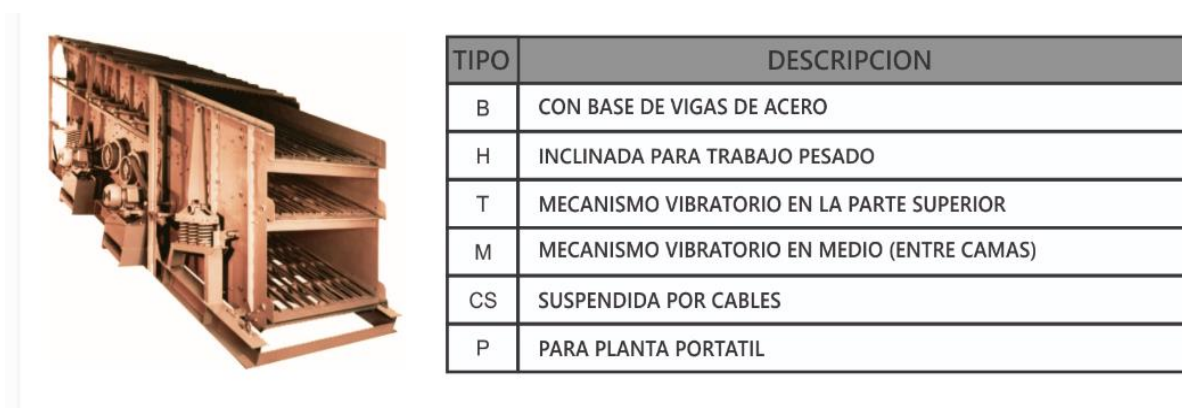 TIPO DESCRIPCION
B CON BASE DE VIGAS DE ACERO
H INCLINADA PARA TRABAJO PESADO
T MECANISMO VIBRATORIO EN LA PARTE SUPERIOR
M MECANISMO VIBRATORIO EN MEDIO (ENTRE CAMAS)
CS SUSPENDIDA POR CABLES
P PARA PLANTA PORTATIL